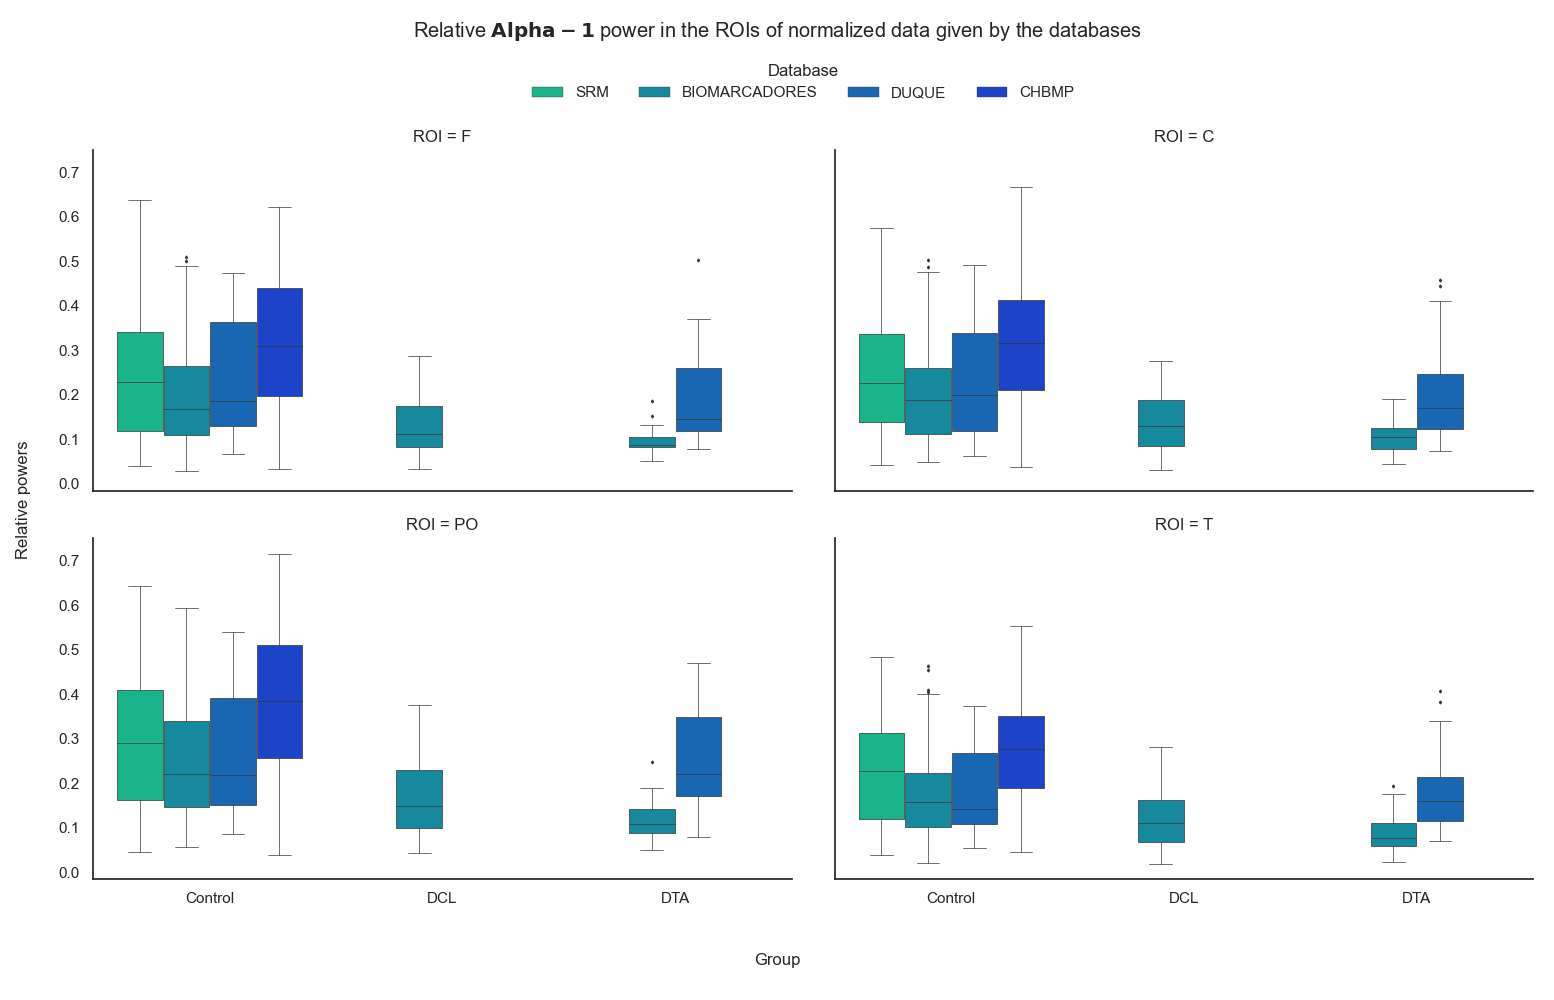 Relative Alpha − 1 power in the ROIs of normalized data given by the databases
Database
SRM BIOMARCADORES DUQUE CHBMP
ROI = F
0.7
0.6
0.5
0.4
0.3
0.2
0.1
0.0
ROI = C
Relative powers
ROI = PO
0.7
0.6
0.5
0.4
0.3
0.2
0.1
0.0
Control DCL DTA
ROI = T
Control DCL DTA
Group